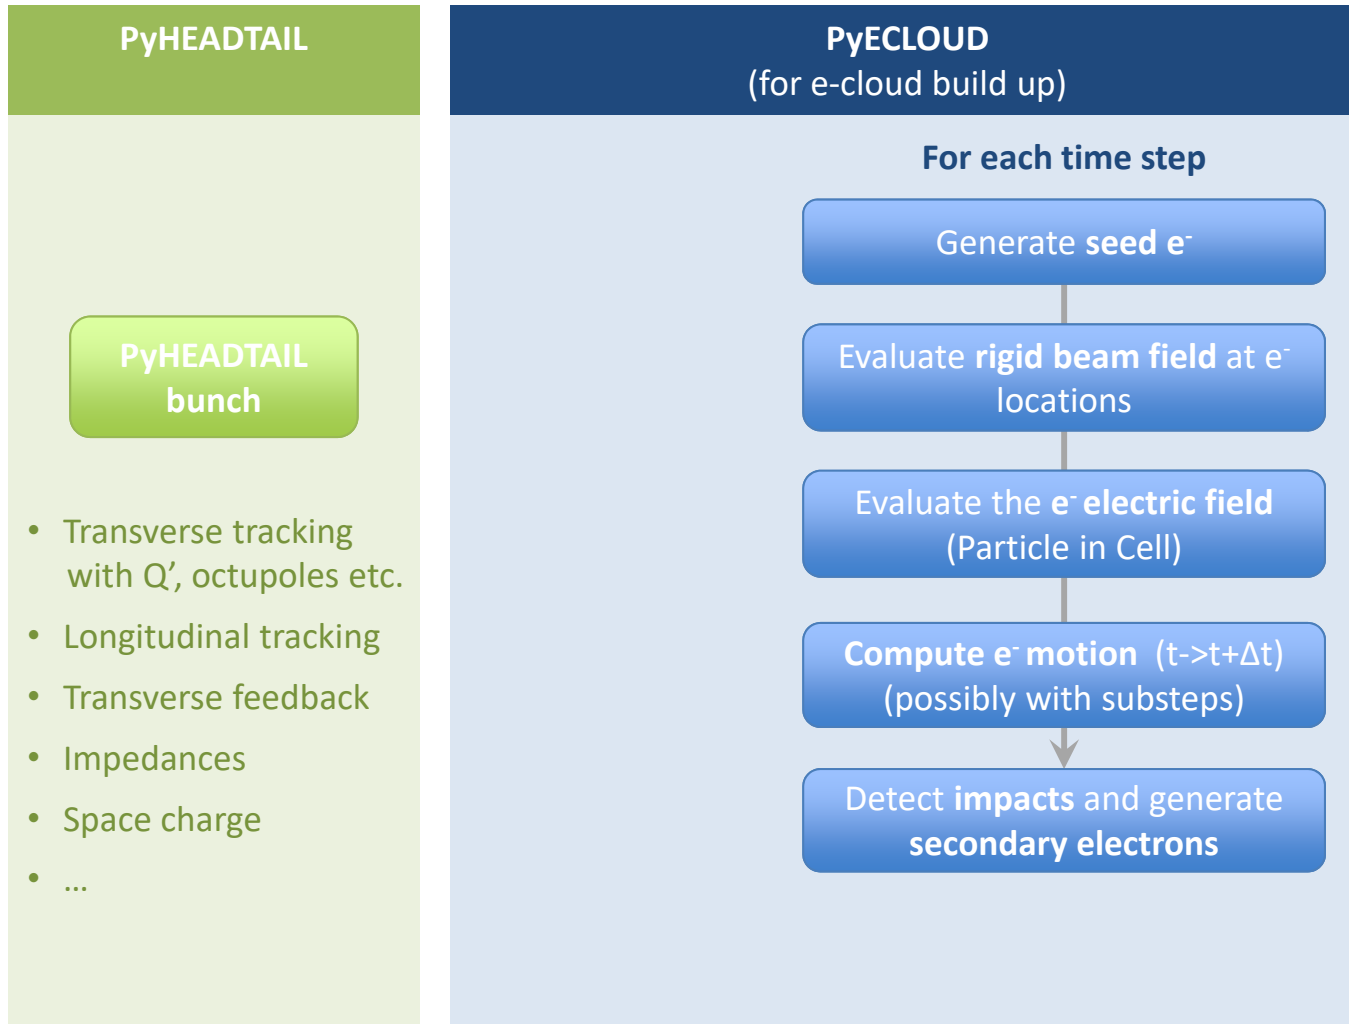 PyHEADTAIL
PyHEADTAIL
bunch
• Transverse tracking
with Q’, octupoles etc.
• Longitudinal tracking
• Transverse feedback
• Impedances
• Space charge
• …
PyECLOUD
(for e-cloud build up)
For each time step
Generate seed e⁻
Evaluate rigid beam field at e⁻
locations
Evaluate the e⁻ electric field
(Particle in Cell)
Compute e⁻ motion (t->t+Δt)
(possibly with substeps)
Detect impacts and generate
secondary electrons